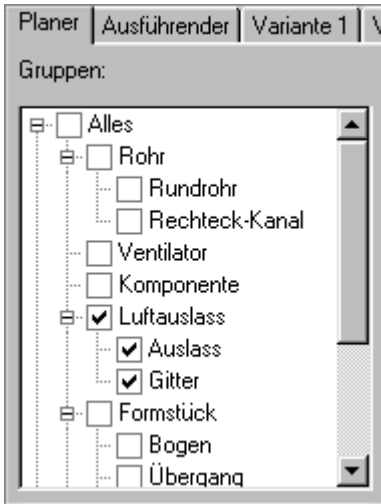 Planer Ausführender Variante 1
Gruppen:
Alles
Rohr
Rundrohr
Rechteck-Kanal
Ventilator
Komponente
Luftauslass
Auslass
Gitter
Formstück
Bogen
Übergang